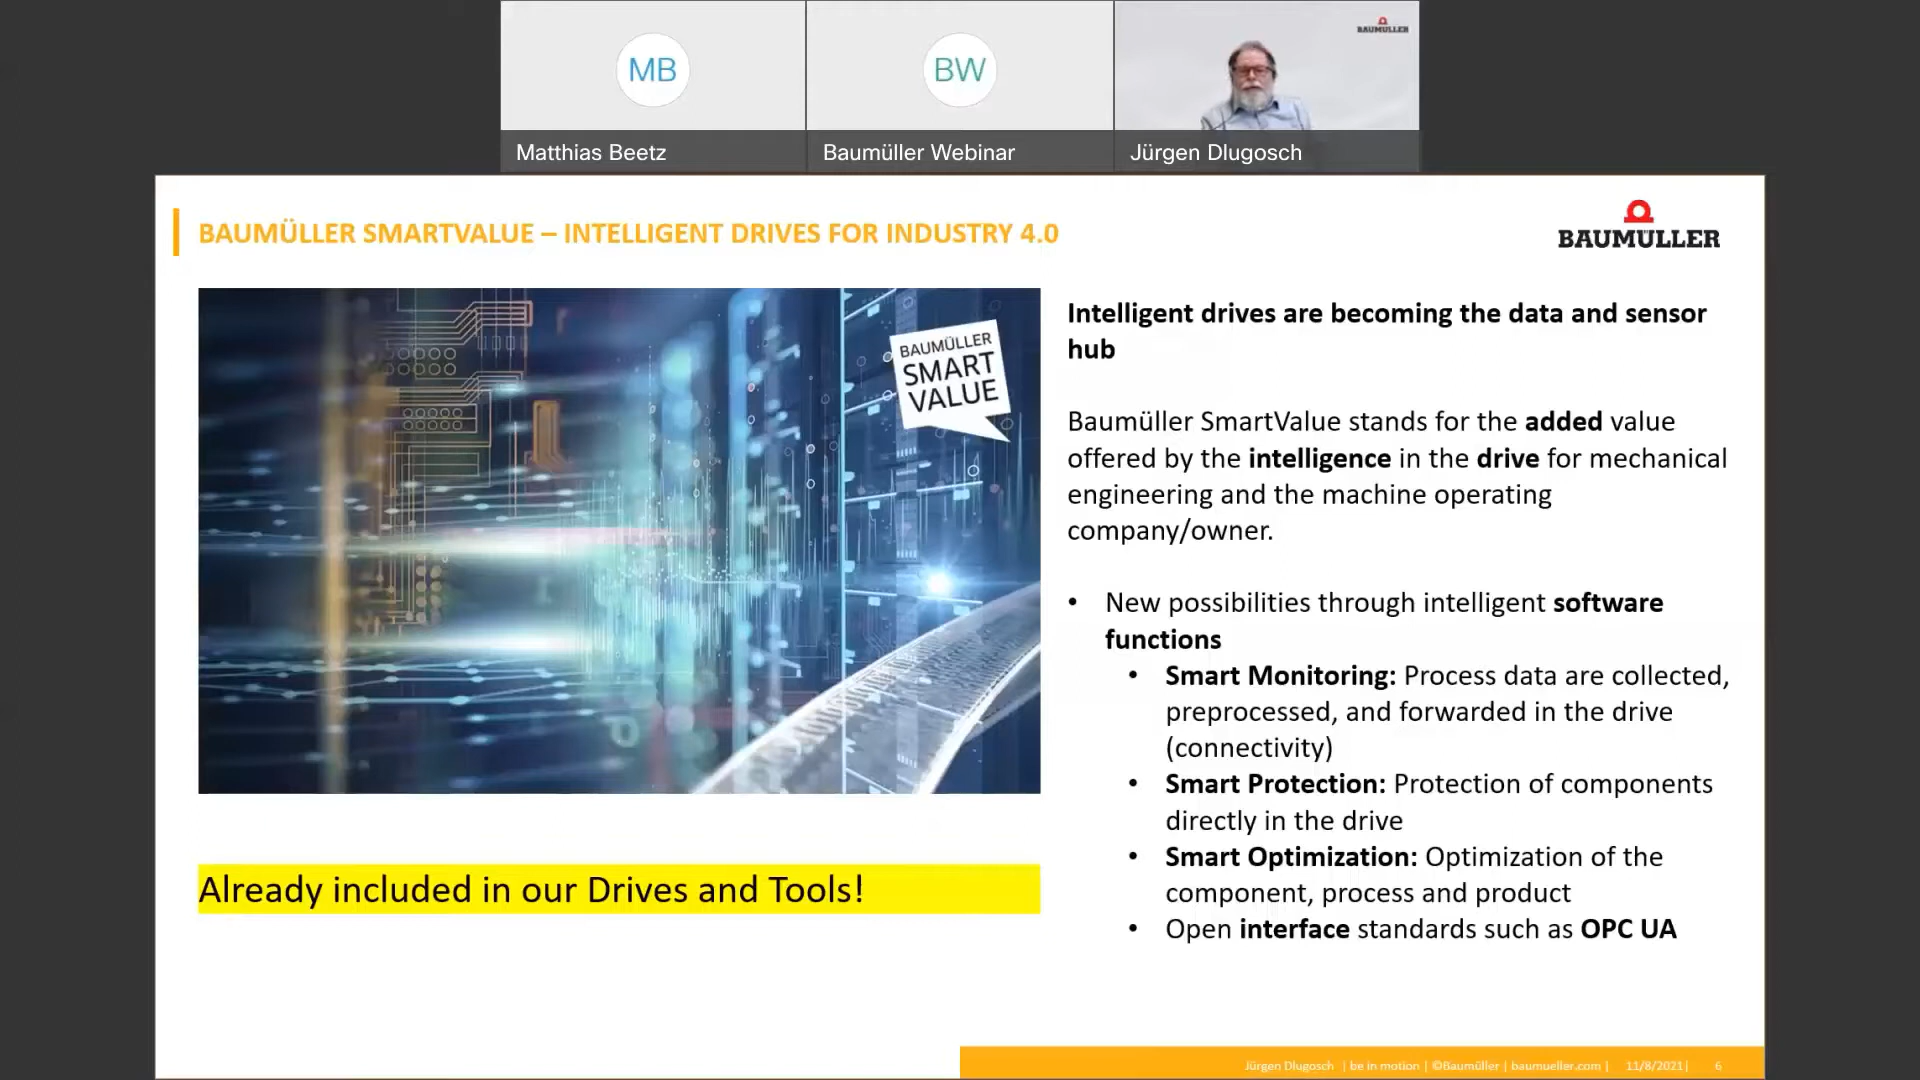 MB
BW
BAUMÜLLER
Matthias Beetz
Baumüller Webinar
Jürgen Dlugosch
BAUMÜLLER SMARTVALUE – INTELLIGENT DRIVES FOR INDUSTRY 4.0
BAUMÜLLER
BAUMÜLLER
SMART
VALUE
Already included in our Drives and Tools!
Intelligent drives are becoming the data and sensor
hub
Baumüller SmartValue stands for the added value
offered by the intelligence in the drive for mechanical
engineering and the machine operating
company/owner.
• New possibilities through intelligent software
functions
• Smart Monitoring: Process data are collected,
preprocessed, and forwarded in the drive
(connectivity)
• Smart Protection: Protection of components
directly in the drive
• Smart Optimization: Optimization of the
component, process and product
• Open interface standards such as OPC UA
Jürgen Dlugosch | be in motion | ©Baumüller | baumueller.com | 11/8/2021| 6